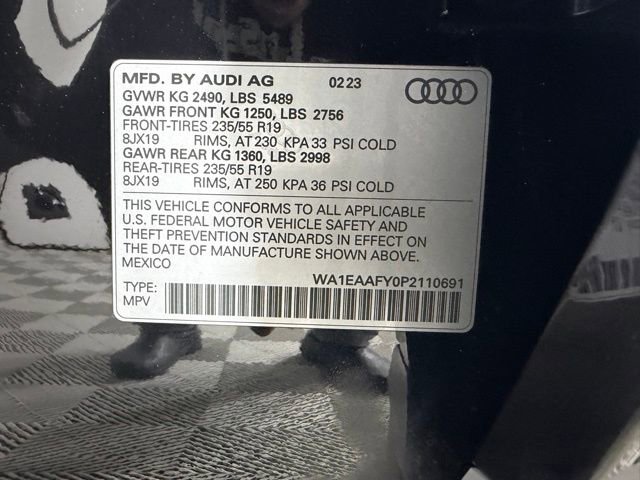 MFD. BY AUDI AG 0223
GVWR KG 2490, LBS 5489
GAWR FRONT KG 1250, LBS 2756
FRONT-TIRES 235/55 R19
8JX19 RIMS, AT 230 KPA 33 PSI COLD
GAWR REAR KG 1360, LBS 2998
REAR-TIRES 235/55 R19
8JX19 RIMS, AT 250 KPA 36 PSI COLD
THIS VEHICLE CONFORMS TO ALL APPLICABLE
U.S. FEDERAL MOTOR VEHICLE SAFETY AND
THEFT PREVENTION STANDARDS IN EFFECT ON
THE DATE OF MANUFACTURE SHOWN ABOVE.
MEXICO
WA1EAAFY0P2110691
TYPE:
MPV